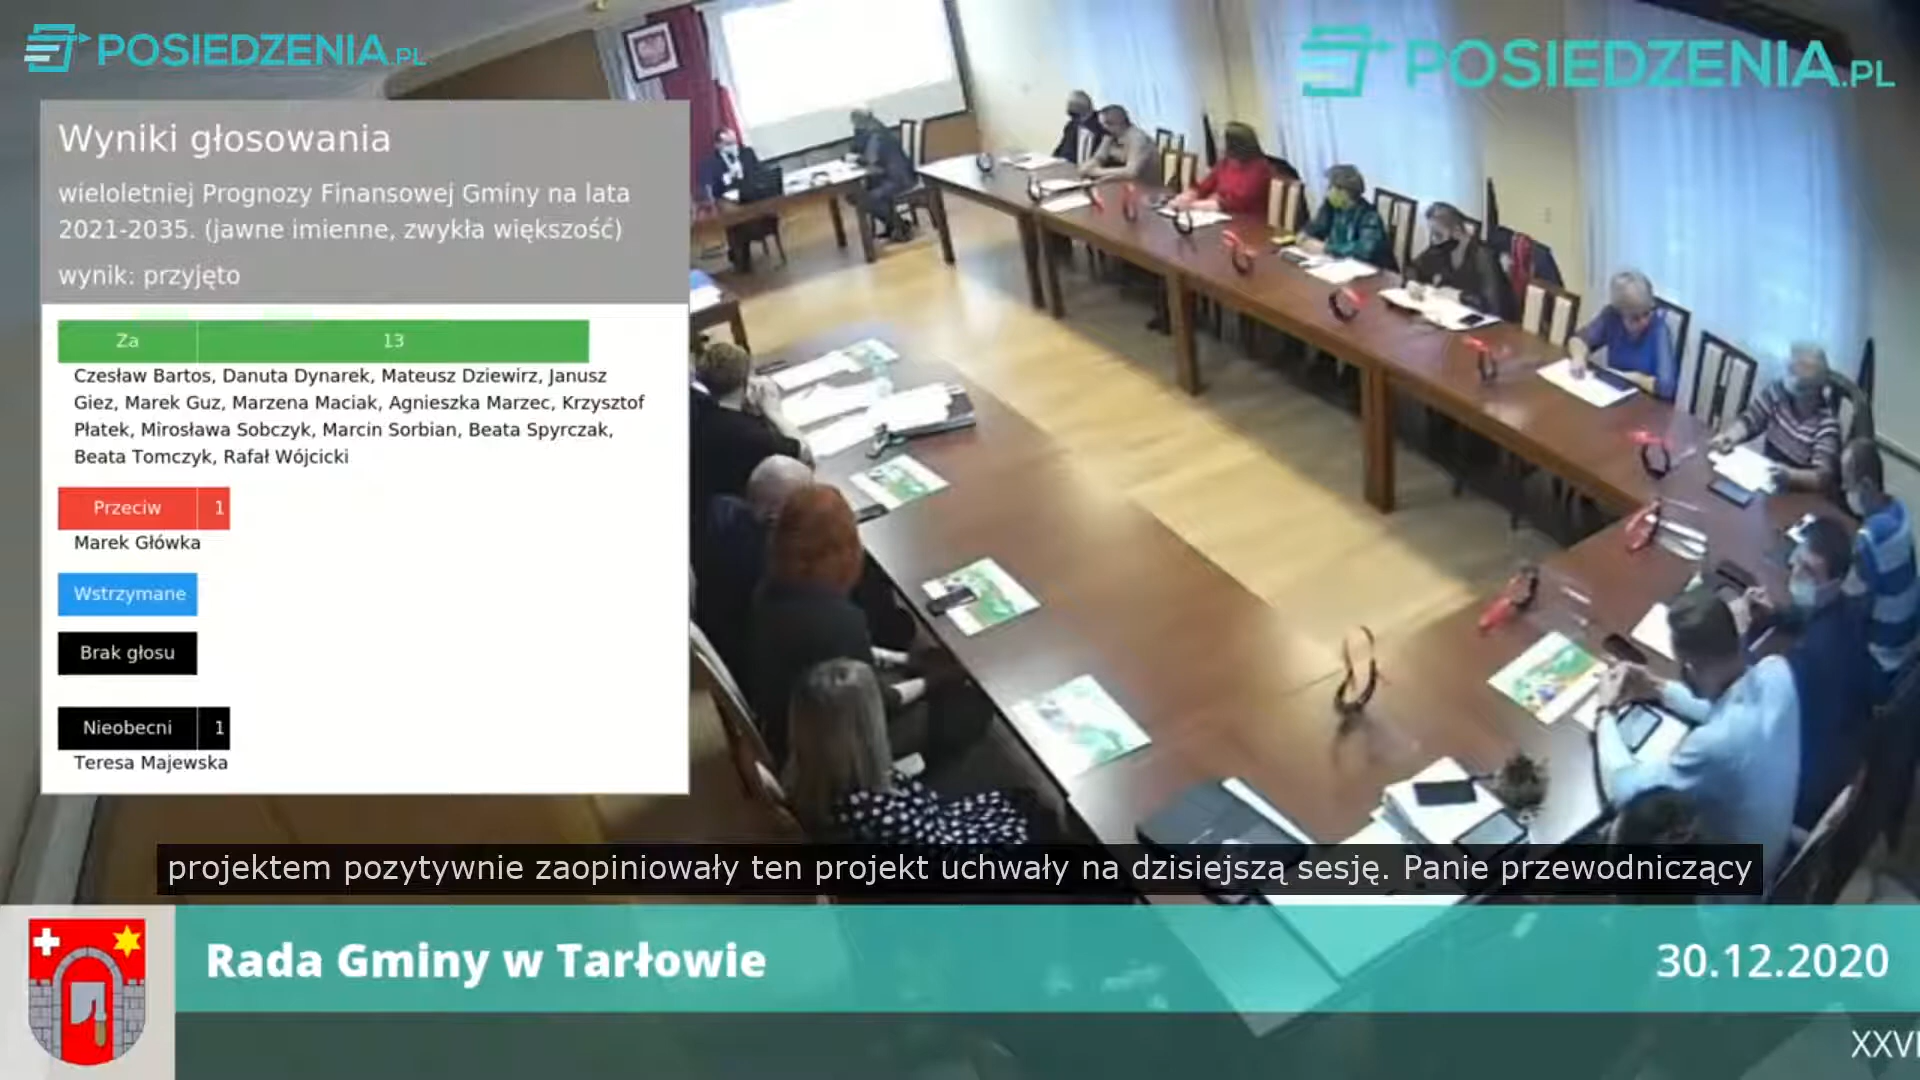 POSIEDZENIA.PL
POSIEDZENIA.PL
Wyniki głosowania
wieloletniej Prognozy Finansowej Gminy na lata
2021-2035. (jawne imienne, zwykła większość)
wynik: przyjęto
Za 13
Czesław Bartos, Danuta Dynarek, Mateusz Dziewirz, Janusz
Giez, Marek Guz, Marzena Maciak, Agnieszka Marzec, Krzysztof
Płatek, Mirosława Sobczyk, Marcin Sorbian, Beata Spyrczak,
Beata Tomczyk, Rafał Wójcicki
Przeciw 1
Marek Główka
Wstrzymane
Brak głosu
Nieobecni 1
Teresa Majewska
projektem pozytywnie zaopiniowały ten projekt uchwały na dzisiejszą sesję. Panie przewodniczący
Rada Gminy w Tarłowie
30.12.2020
XXVI